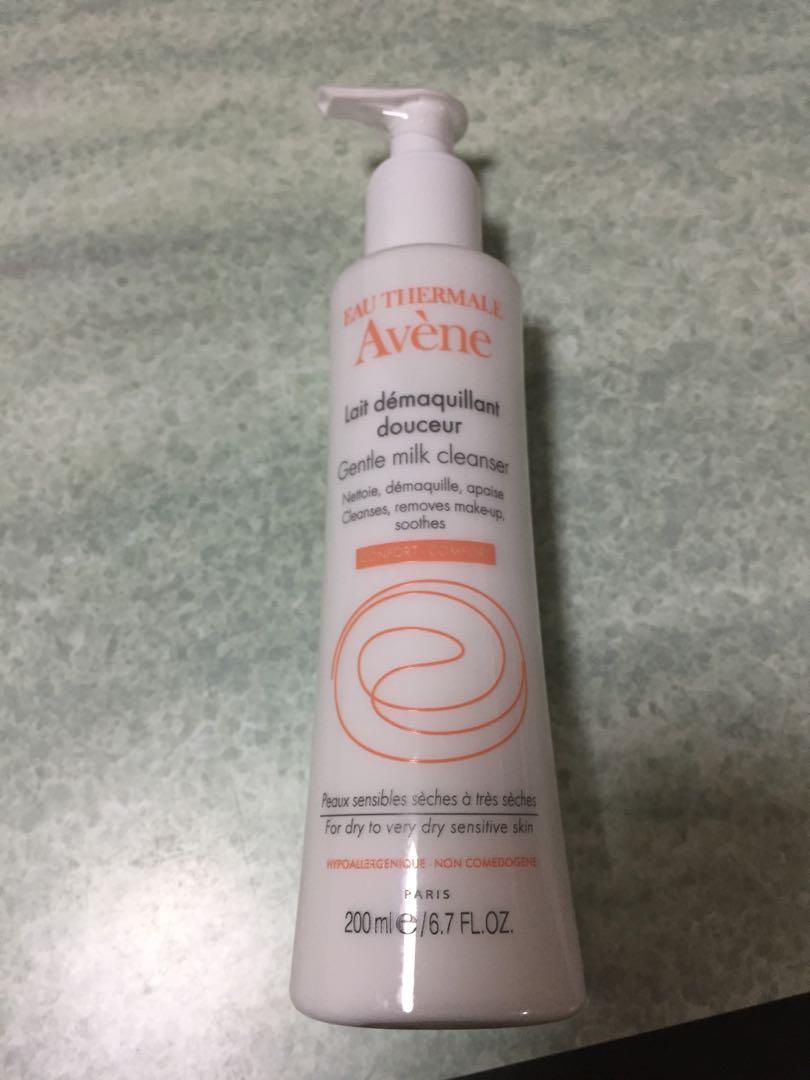 EAU THERMALE
Avène
Lait démaquillant
douceur
Gentle milk cleanser
Nettoie, démaquille, apaise
Cleanses, removes make-up,
soothes
CONFORT - COMFORT
Peaux sensibles sèches à très sèches
For dry to very dry sensitive skin
HYPOALLERGENIQUE - NON COMEDOGENE
PARIS
200 ml ℮ / 6.7 FL.OZ.